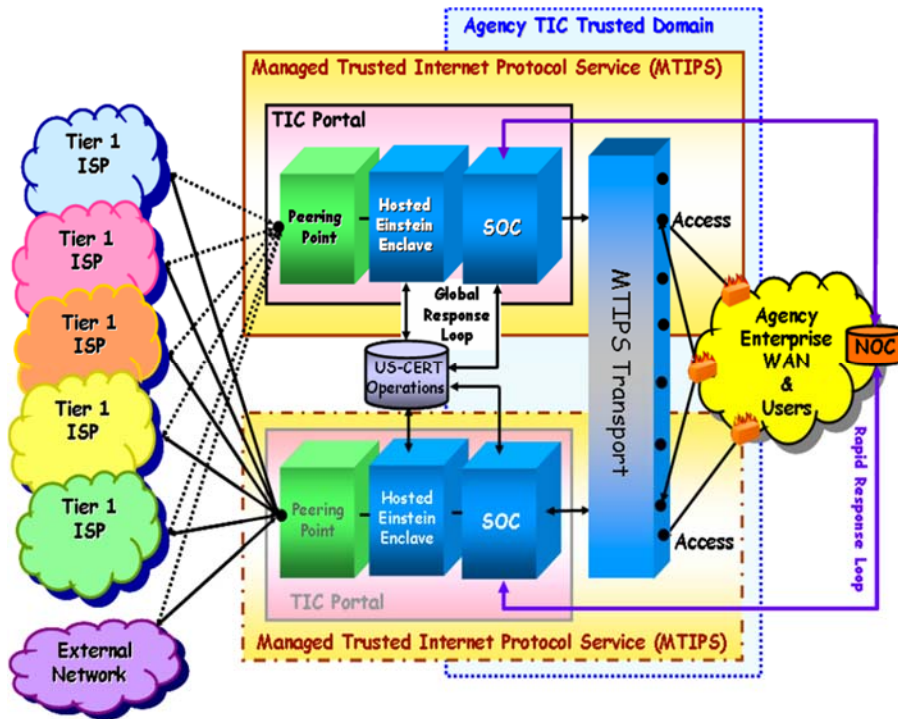 Agency TIC Trusted Domain
Managed Trusted Internet Protocol Service (MTIPS)
TIC Portal
Tier 1
ISP
Tier 1
ISP
Tier 1
ISP
Tier 1
ISP
Tier 1
ISP
External
Network
Peering
Point
Hosted
Einstein
Enclave
SOC
Global
Response
Loop
US-CERT
Operations
MTIPS Transport
Access
Agency
Enterprise
WAN
&
Users
NOC
Rapid Response Loop
Peering
Point
Hosted
Einstein
Enclave
SOC
Access
TIC Portal
Managed Trusted Internet Protocol Service (MTIPS)